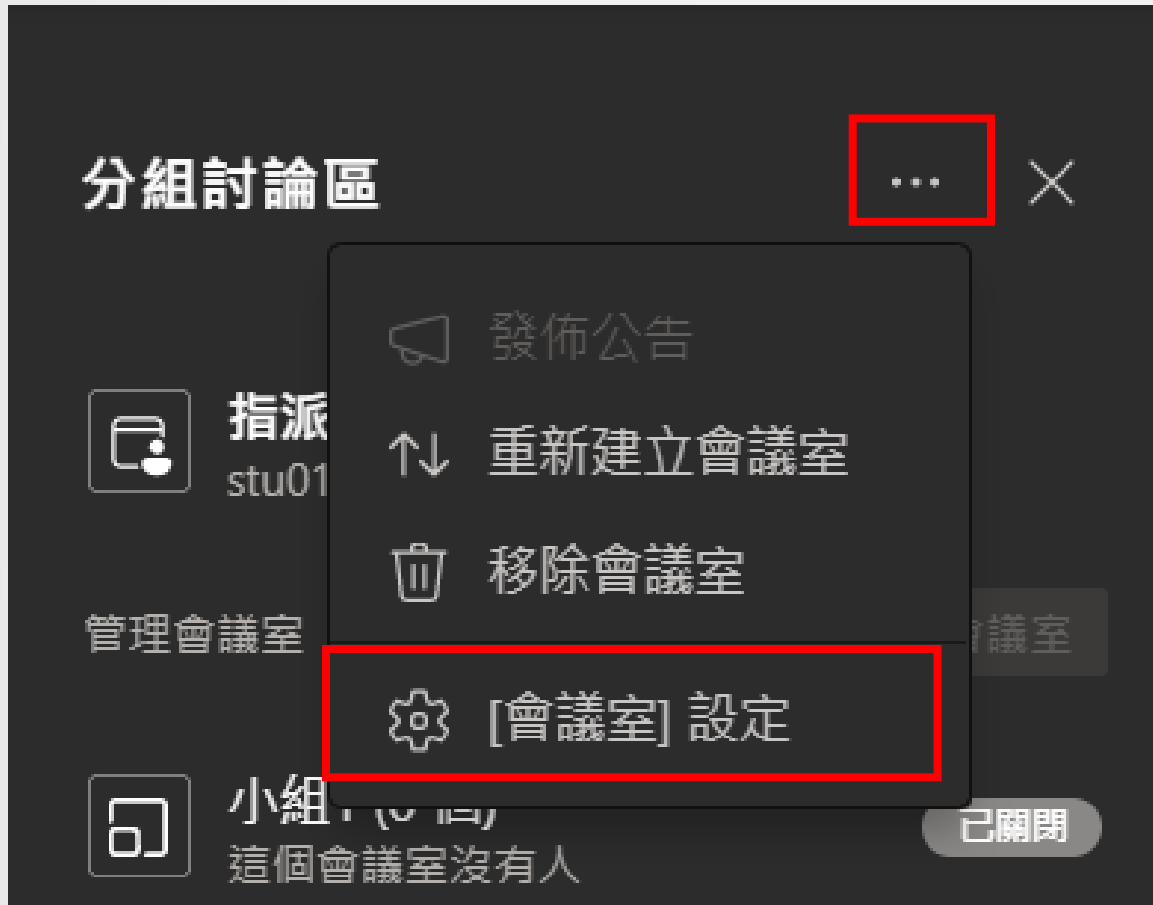 分組討論區
發佈公告
指派
stu01
重新建立會議室
移除會議室
管理會議室
議室
[會議室] 設定
小組
已關閉
這個會議室沒有人